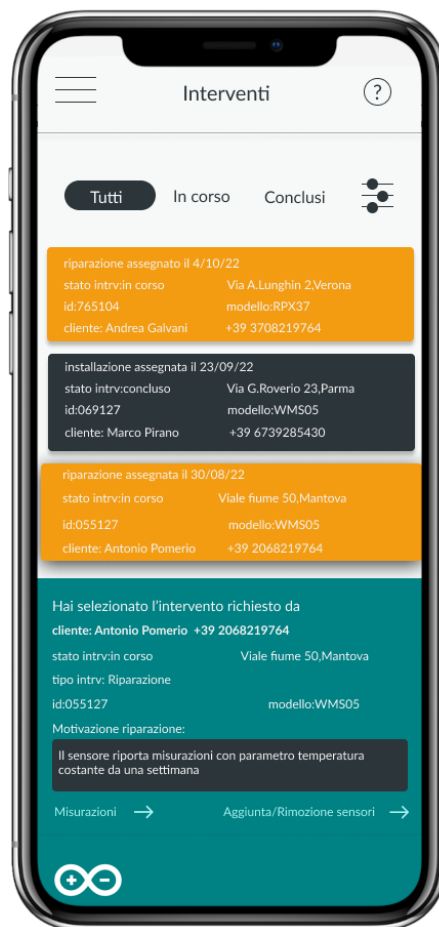 Interventi ?
Tutti In corso Conclusi
riparazione assegnato il 4/10/22
stato intrv:in corso Via A.Lunghin 2,Verona
id:765104 modello:RPX37
cliente: Andrea Galvani +39 3708219764
installazione assegnata il 23/09/22
stato intrv:concluso Via G.Roverio 23,Parma
id:069127 modello:WMS05
cliente: Marco Pirano +39 6739285430
riparazione assegnata il 30/08/22
stato intrv:in corso Viale fiume 50,Mantova
id:055127 modello:WMS05
cliente: Antonio Pomerio +39 2068219764
Hai selezionato l'intervento richiesto da
cliente: Antonio Pomerio +39 2068219764
stato intrv:in corso Viale fiume 50,Mantova
tipo intrv: Riparazione
id:055127 modello:WMS05
Motivazione riparazione:
Il sensore riporta misurazioni con parametro temperatura
costante da una settimana
Misurazioni → Aggiunta/Rimozione sensori →